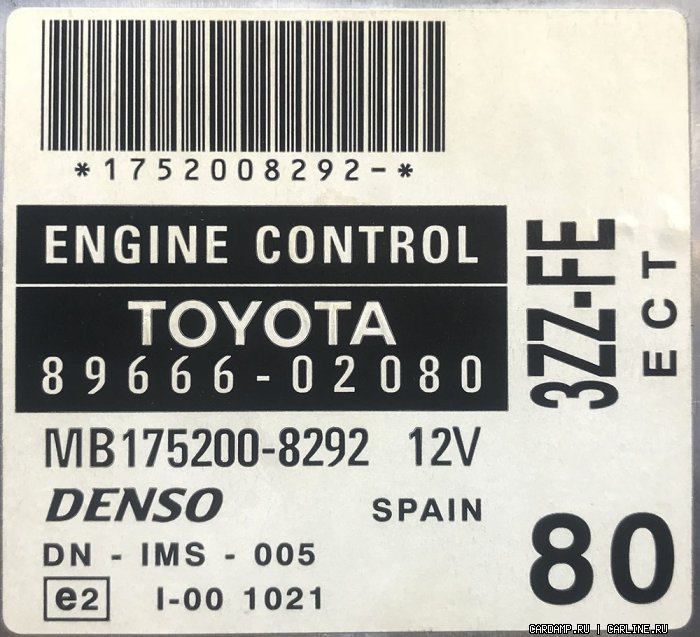 *1752008292-*
ENGINE CONTROL
TOYOTA
89666-02080
3ZZ-FE
ECT
MB175200-8292 12V
DENSO SPAIN
DN - IMS - 005
e2 I-00 1021
80
CARDAMP.RU | CARLINE.RU